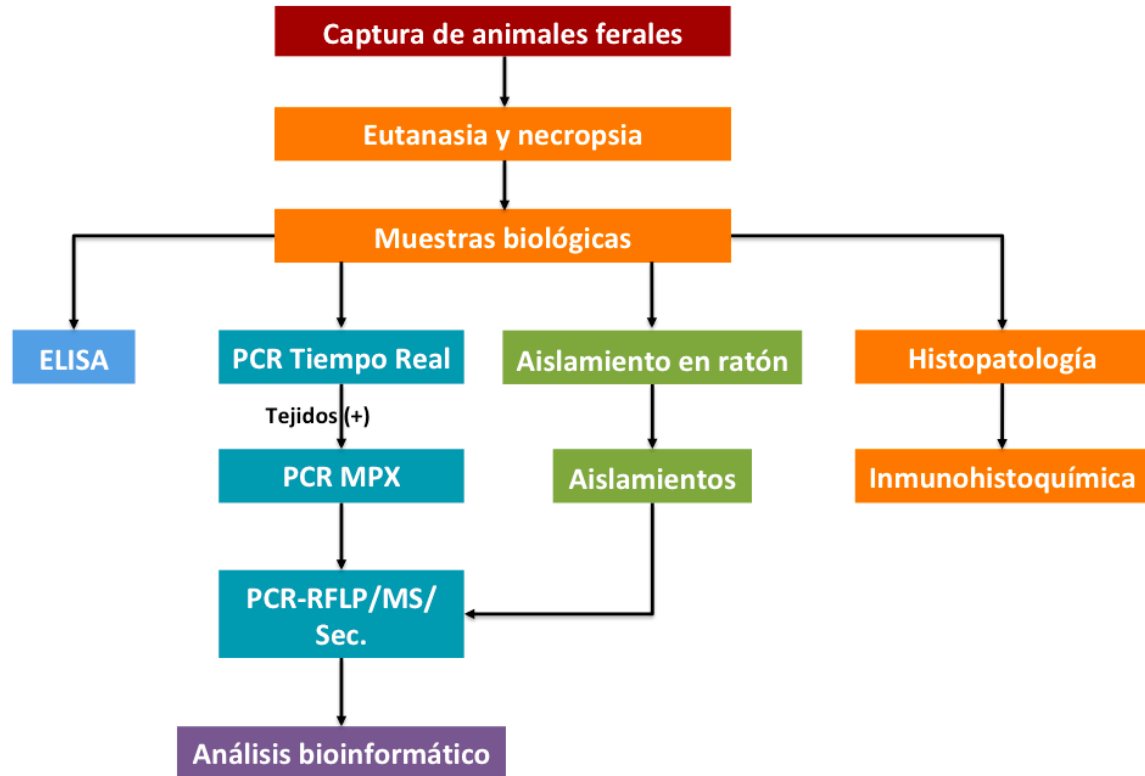 Captura de animales ferales
Eutanasia y necropsia
Muestras biológicas
ELISA
PCR Tiempo Real
Aislamiento en ratón
Histopatología
Tejidos (+)
PCR MPX
Aislamientos
Inmunohistoquímica
PCR-RFLP/MS/
Sec.
Análisis bioinformático